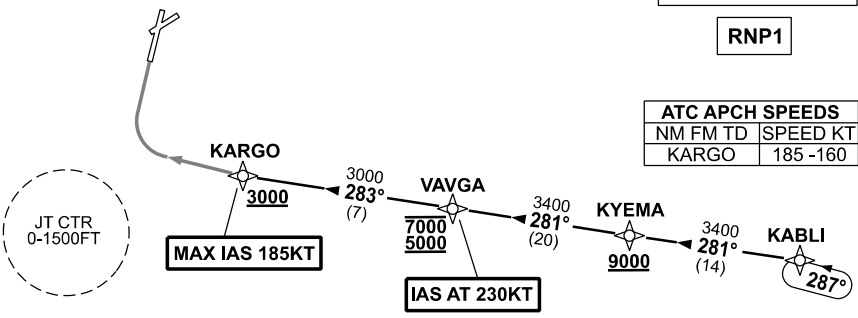 RNP1
ATC APCH SPEEDS
NM FM TD SPEED KT
KARGO 185 -160
KARGO
3000
MAX IAS 185KT
3000
283°
(7)
VAVGA
7000
5000
IAS AT 230KT
3400
281°
(20)
KYEMA
9000
3400
281°
(14)
KABLI
287°
JT CTR
0-1500FT